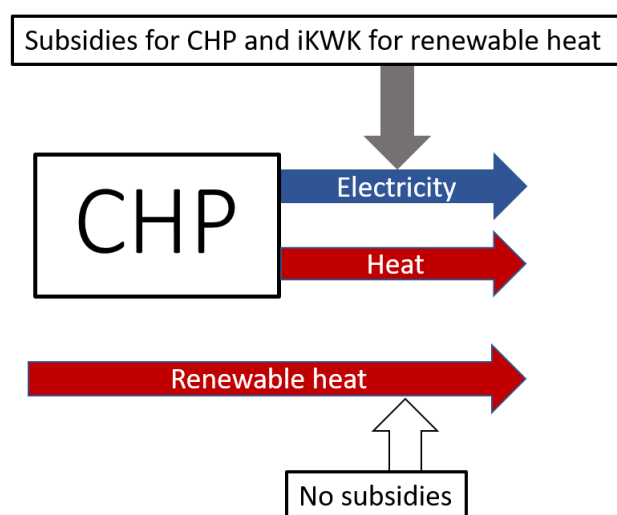 Subsidies for CHP and iKWK for renewable heat
CHP
Electricity
Heat
Renewable heat
No subsidies